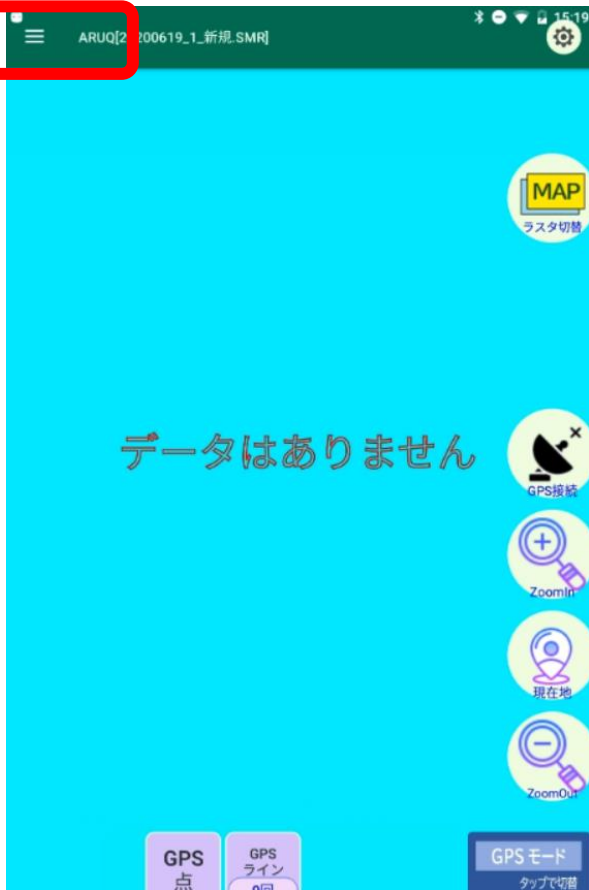 15:19
ARUQ[20200619_1_新規.SMR]
MAP
ラスタ切替
データはありません
GPS接続
ZoomIn
現在地
ZoomOut
GPS
点
GPS
ライン
GPS モード
タップで切替